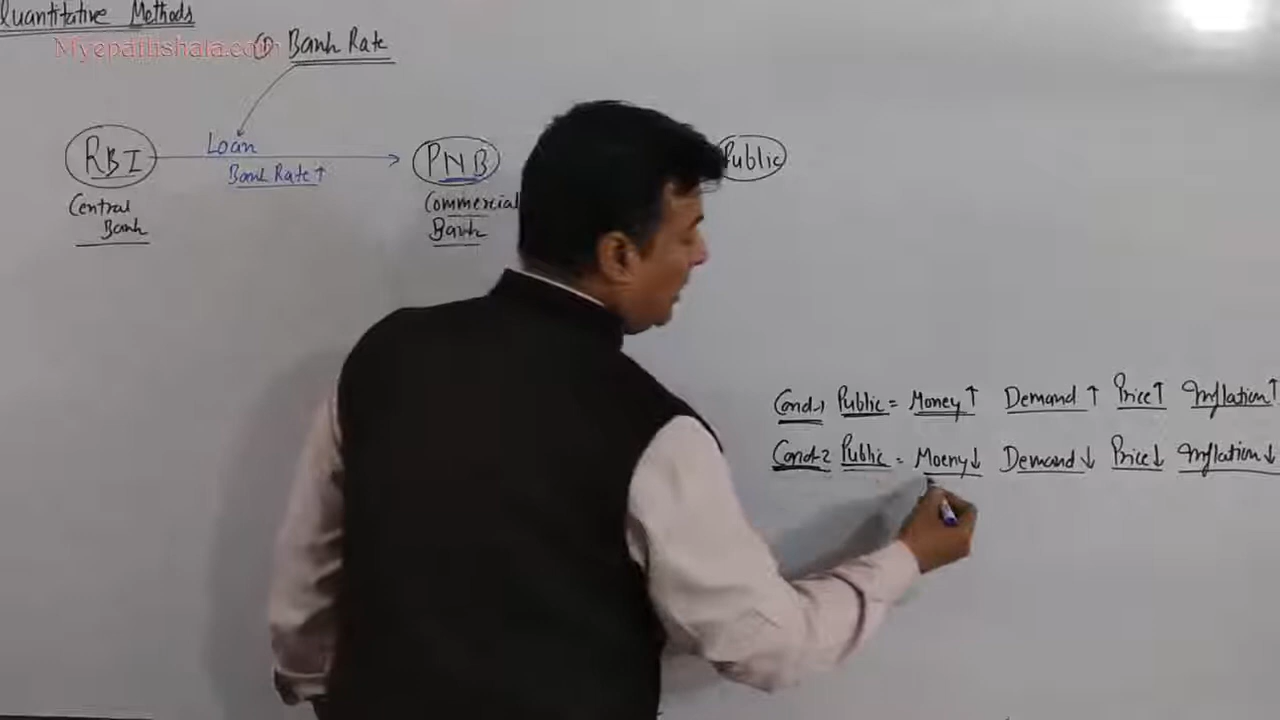 Quantitative Methods
Myepathshala.com
① Bank Rate
RBI
Loan
Bank Rate ↑
PNB
Public
Central
Bank
Commercial
Bank
Cond-1 Public = Money ↑ Demand ↑ Price ↑ Inflation ↑
Cond-2 Public = Moeny ↓ Demand ↓ Price ↓ Inflation ↓